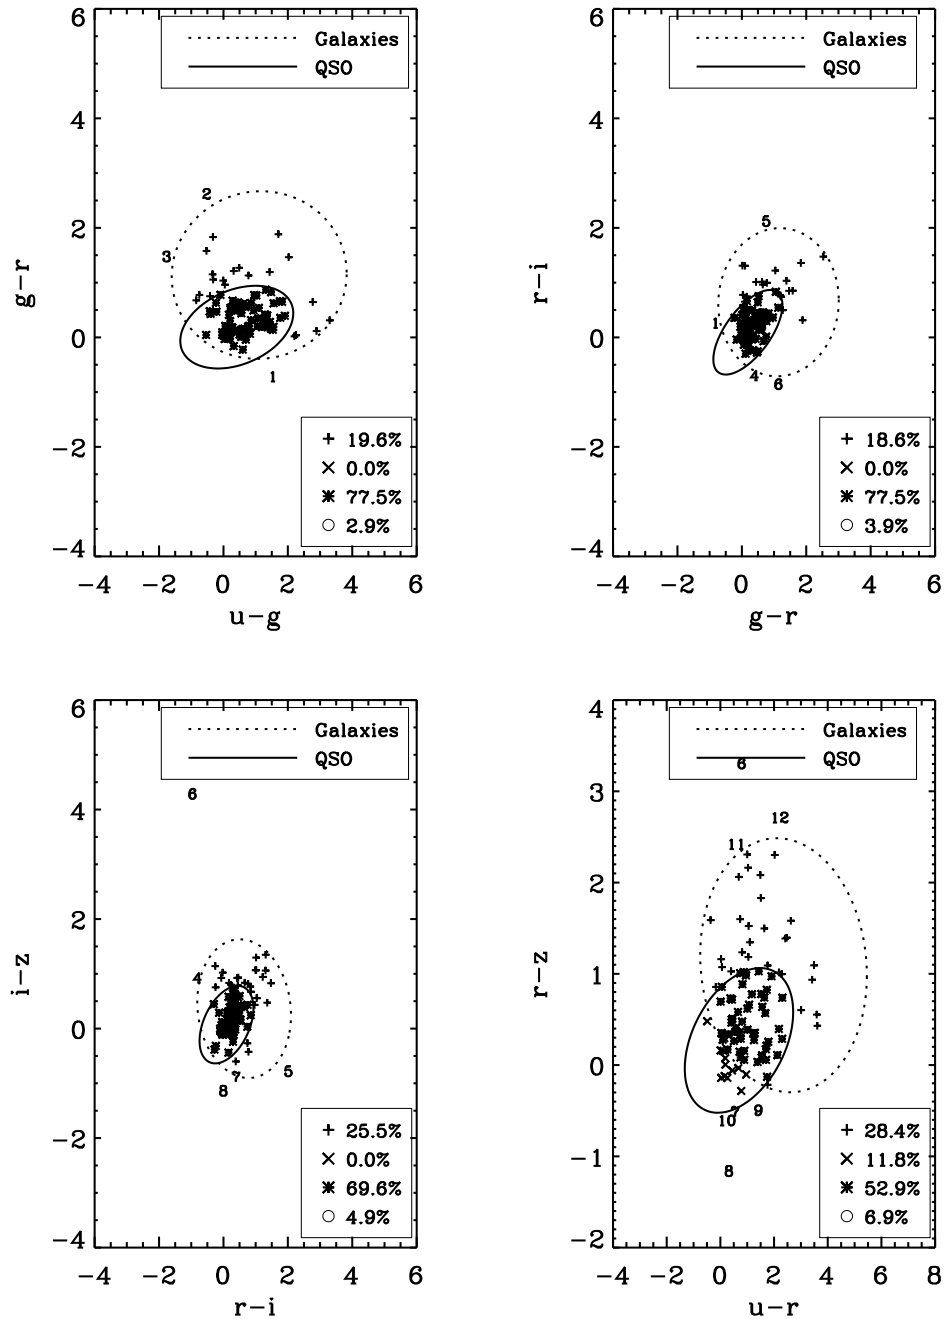 6
Galaxies
QSO
4
2
2
3
g−r
0
1
−2
+ 19.6%
× 0.0%
77.5%
○ 2.9%
−4
−4 −2 0 2 4 6
u−g
6
Galaxies
QSO
4
2
5
r−i
1
0
4
6
−2
+ 18.6%
× 0.0%
77.5%
○ 3.9%
−4
−4 −2 0 2 4 6
g−r
6
Galaxies
QSO
6
4
2
4
i−z
0
5
7
8
−2
+ 25.5%
× 0.0%
69.6%
○ 4.9%
−4
−4 −2 0 2 4 6
r−i
4
Galaxies
QSO
6
3
12
11
2
r−z
1
0
10 7 9
8
−1
+ 28.4%
× 11.8%
52.9%
○ 6.9%
−2
−4 −2 0 2 4 6 8
u−r